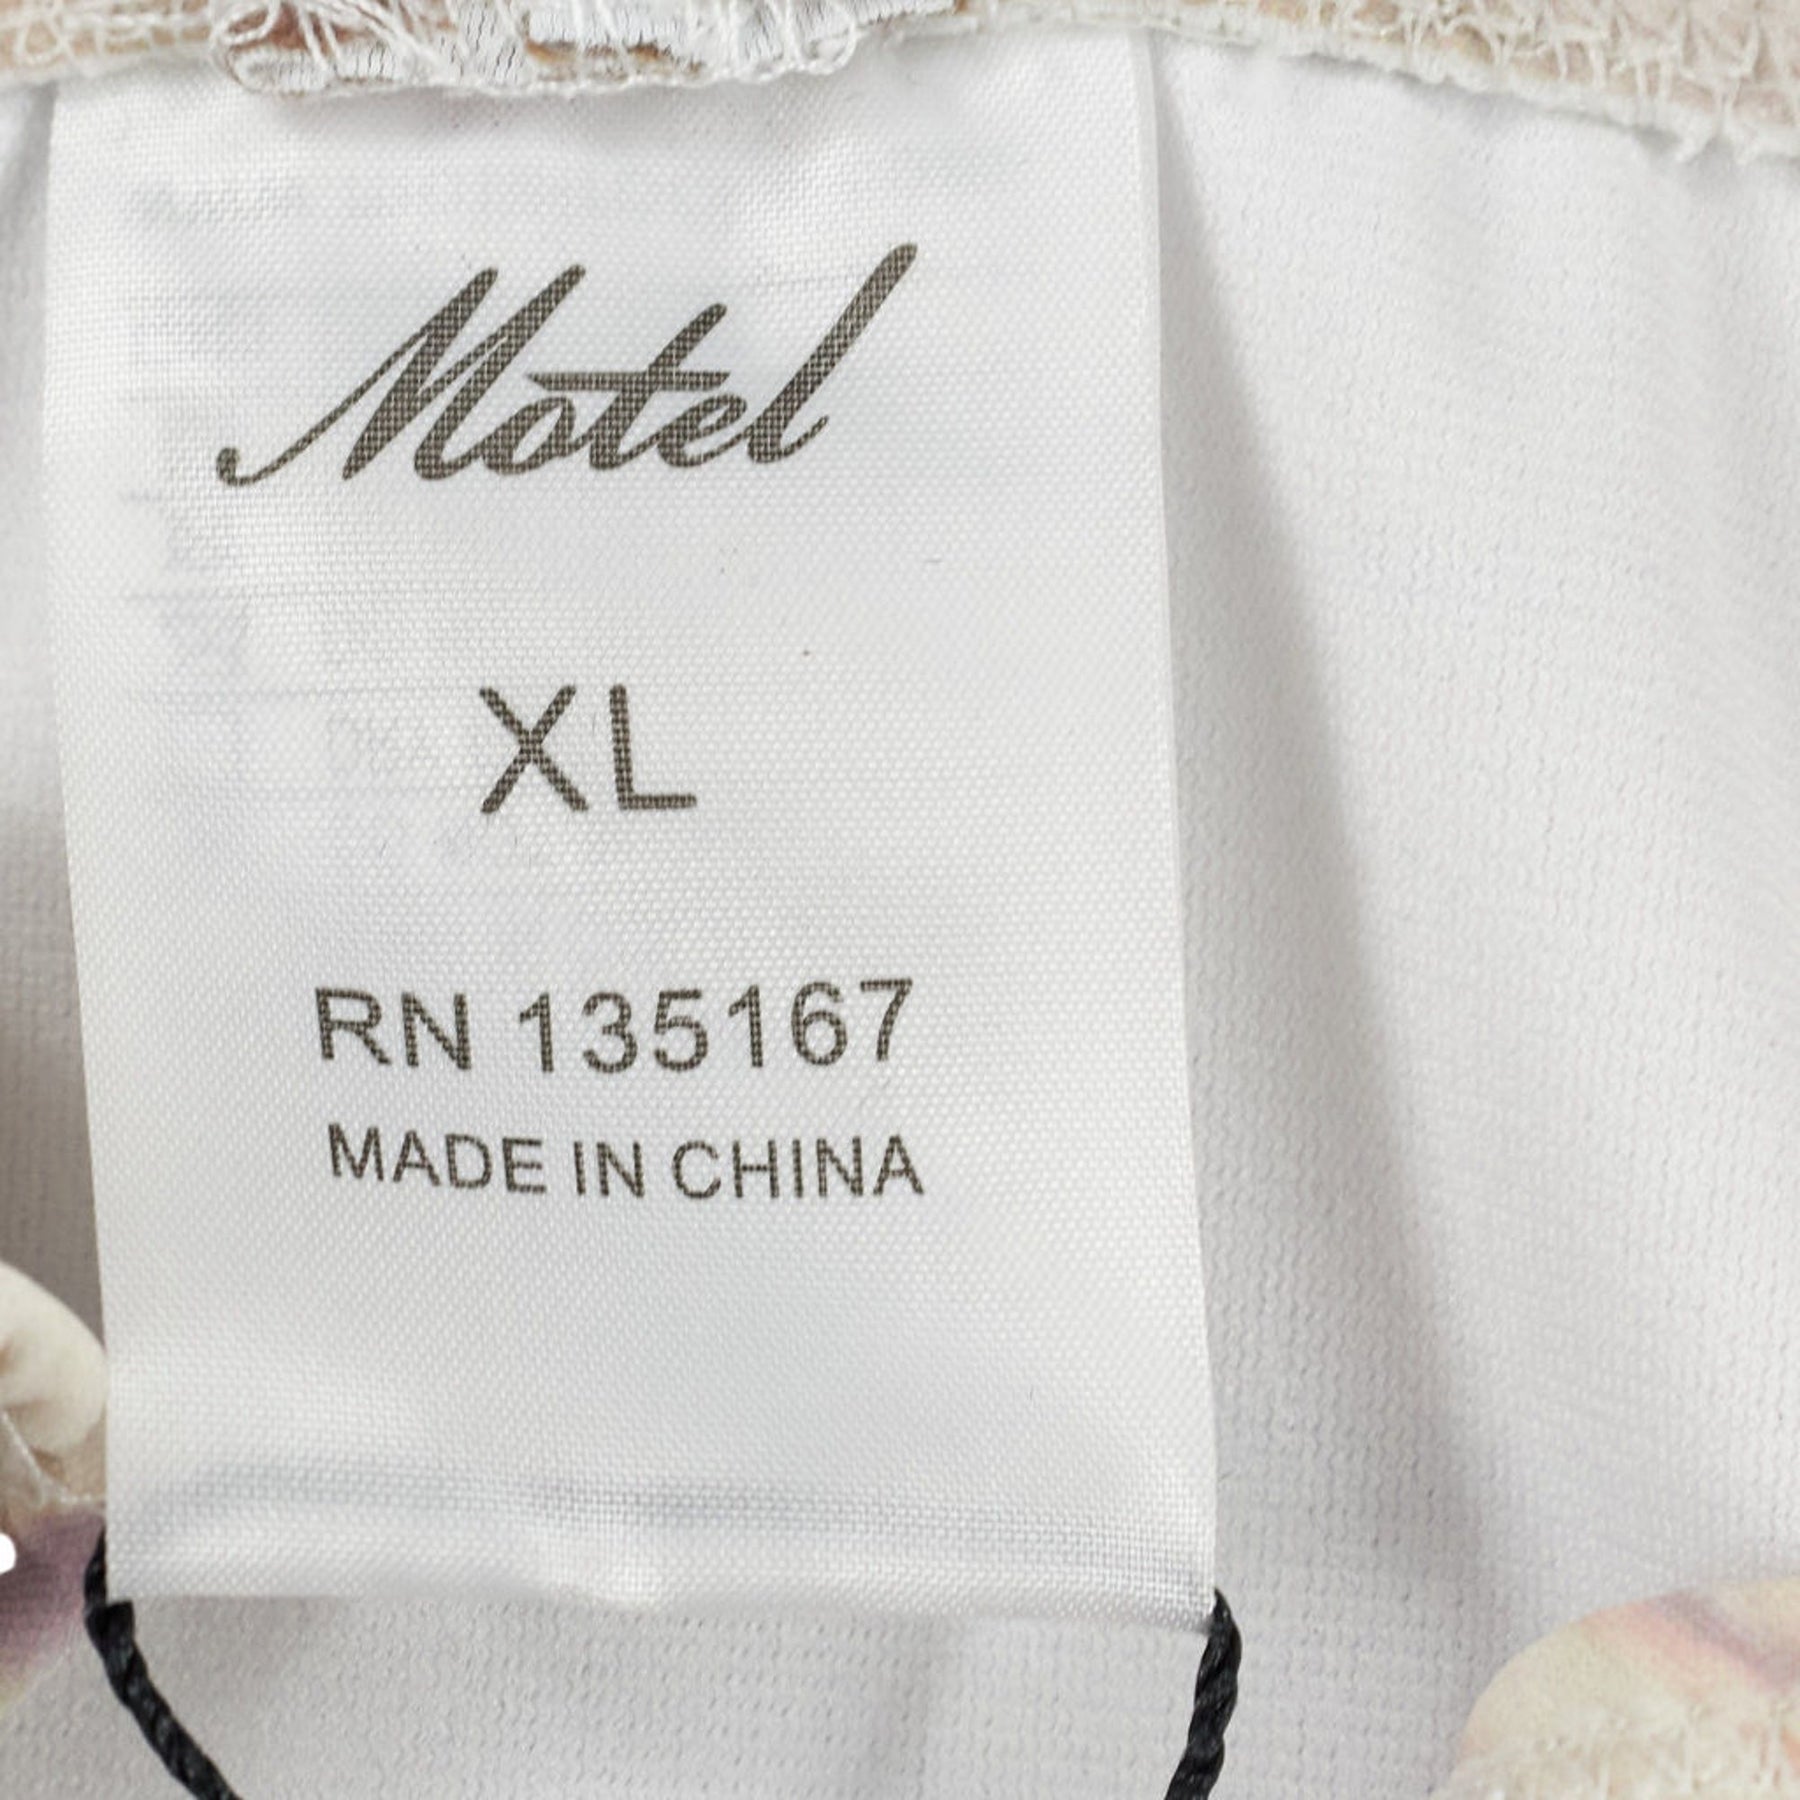 Motel
XL
RN 135167
MADE IN CHINA